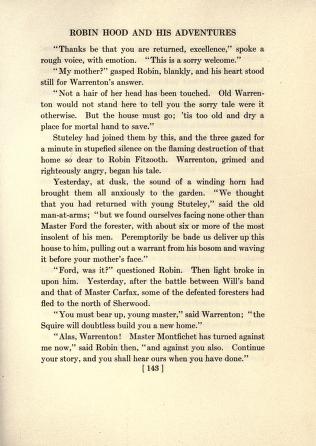 ROBIN HOOD AND HIS ADVENTURES
"Thanks be that you are returned, excellence," spoke a
rough voice, with emotion. "This is a sorry welcome."
"My mother?" gasped Robin, blankly, and his heart stood
still for Warrenton's answer.
"Not a hair of her head has been touched. Old Warren-
ton would not stand here to tell you the sorry tale were it
otherwise. But the house must go; 'tis too old and dry a
place for mortal hand to save."
Stuteley had joined them by this, and the three gazed for
a minute in stupefied silence on the flaming destruction of that
home so dear to Robin Fitzooth. Warrenton, grimed and
righteously angry, began his tale.
Yesterday, at dusk, the sound of a winding horn had
brought them all anxiously to the garden. "We thought
that you had returned with young Stuteley," said the old
man-at-arms; "but we found ourselves facing none other than
Master Ford the forester, with about six or more of the most
insolent of his men. Peremptorily he bade us deliver up this
house to him, pulling out a warrant from his bosom and waving
it before your mother's face."
"Ford, was it?" questioned Robin. Then light broke in
upon him. Yesterday, after the battle between Will's band
and that of Master Carfax, some of the defeated foresters had
fled to the north of Sherwood.
"You must bear up, young master," said Warrenton; "the
Squire will doubtless build you a new home."
"Alas, Warrenton! Master Montfichet has turned against
me now," said Robin then, "and against you also. Continue
your story, and you shall hear ours when you have done."
[ 143 ]